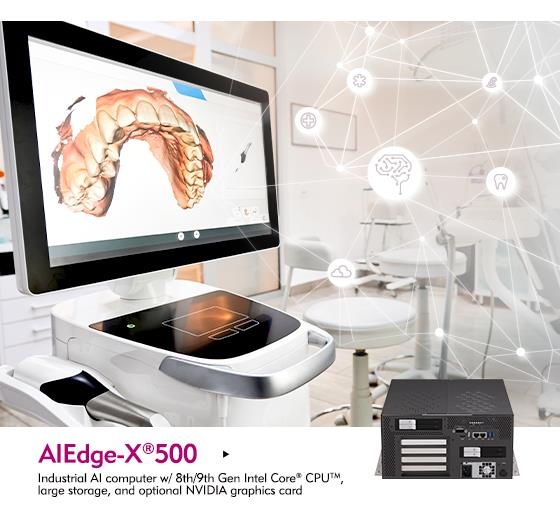 AIEdge-X®500
Industrial AI computer w/ 8th/9th Gen Intel Core® CPU™,
large storage, and optional NVIDIA graphics card